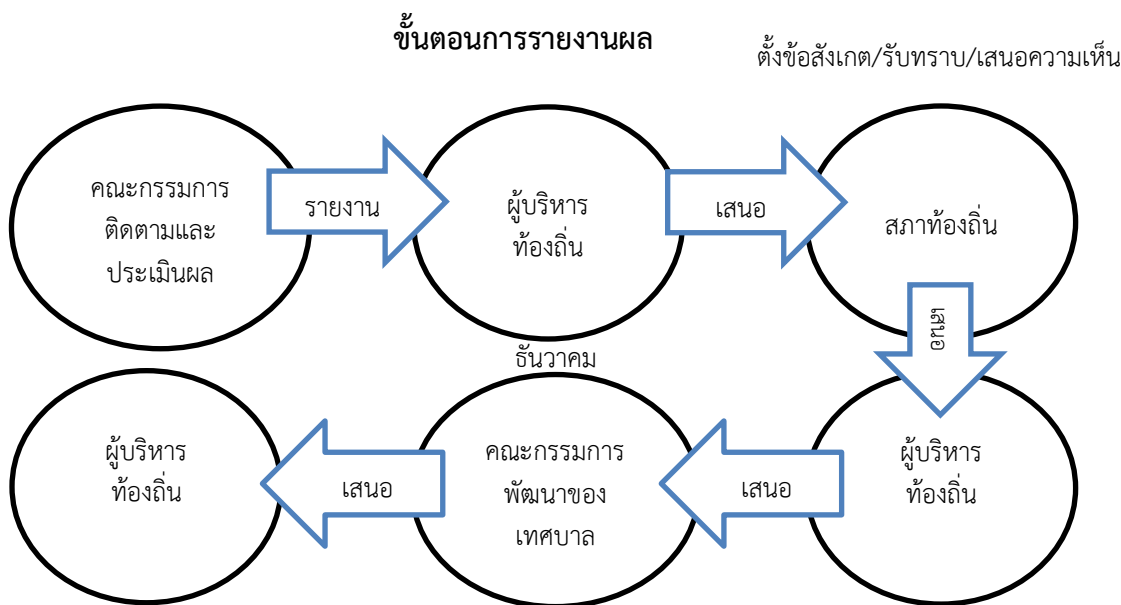 ขั้นตอนการรายงานผล
ตั้งข้อสังเกต/รับทราบ/เสนอความเห็น
คณะกรรมการ
ติดตามและ
ประเมินผล
รายงาน
ผู้บริหาร
ท้องถิ่น
เสนอ
สภาท้องถิ่น
เสนอ
ธันวาคม
ผู้บริหาร
ท้องถิ่น
เสนอ
คณะกรรมการ
พัฒนาของ
เทศบาล
เสนอ
ผู้บริหาร
ท้องถิ่น